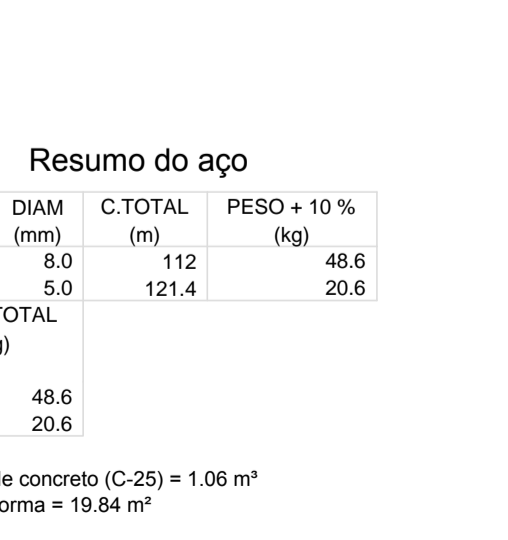 Resumo do aço
DIAM C.TOTAL PESO + 10 %
(mm) (m) (kg)
8.0 112 48.6
5.0 121.4 20.6
OTAL
)
48.6
20.6
concreto (C-25) = 1.06 m³
orma = 19.84 m²